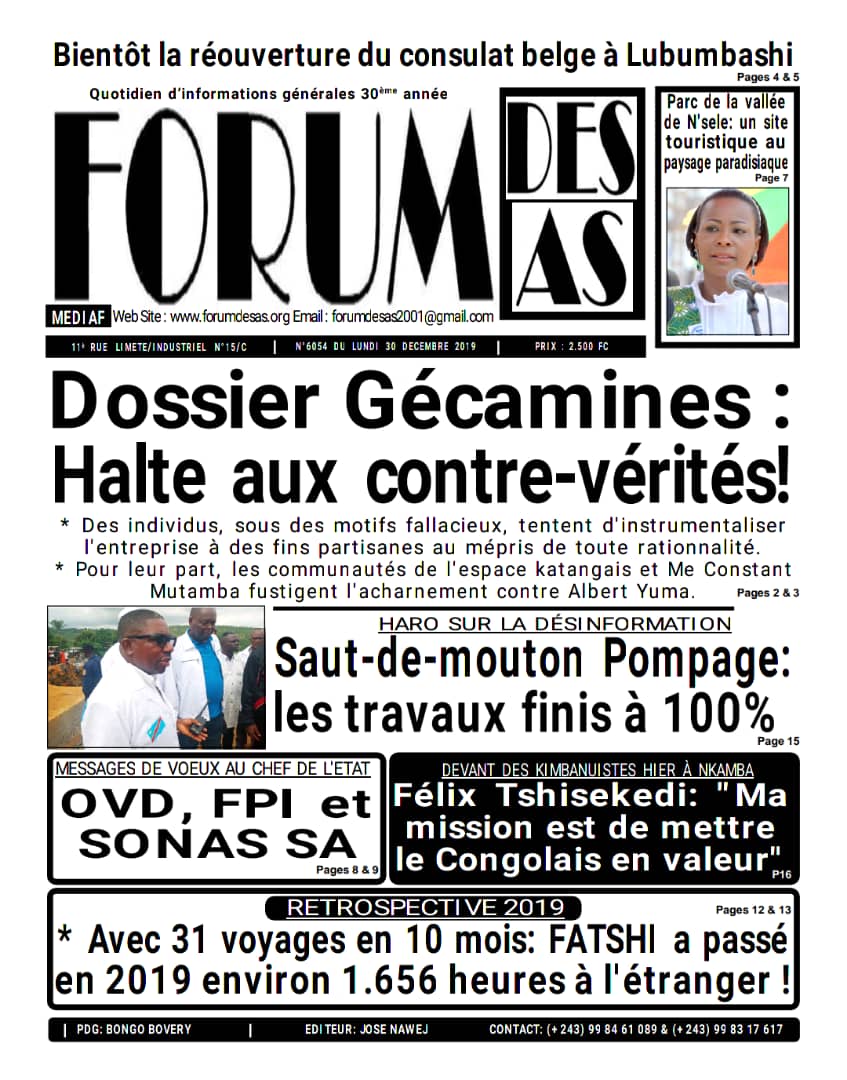 Bientôt la réouverture du consulat belge à Lubumbashi
Pages 4 & 5
Quotidien d'informations générales 30ème année
FORUM
DES
AS
MEDIAF
Web Site : www.forumdesas.org Email : forumdesas2001@gmail.com
Parc de la vallée
de N'sele: un site
touristique au
paysage paradisiaque
Page 7
11è RUE LIMETE/INDUSTRIEL N°15/C | N°6054 DU LUNDI 30 DECEMBRE 2019 | PRIX : 2.500 FC
Dossier Gécamines :
Halte aux contre-vérités!
* Des individus, sous des motifs fallacieux, tentent d'instrumentaliser
l'entreprise à des fins partisanes au mépris de toute rationnalité.
* Pour leur part, les communautés de l'espace katangais et Me Constant
Mutamba fustigent l'acharnement contre Albert Yuma.
Pages 2 & 3
HARO SUR LA DÉSINFORMATION
Saut-de-mouton Pompage:
les travaux finis à 100%
Page 15
MESSAGES DE VOEUX AU CHEF DE L'ETAT
OVD, FPI et
SONAS SA
Pages 8 & 9
DEVANT DES KIMBANUISTES HIER À NKAMBA
Félix Tshisekedi: "Ma
mission est de mettre
le Congolais en valeur"
P16
RETROSPECTIVE 2019
Pages 12 & 13
* Avec 31 voyages en 10 mois: FATSHI a passé
en 2019 environ 1.656 heures à l'étranger !
| PDG: BONGO BOVERY | EDITEUR: JOSE NAWEJ CONTACT: (+ 243) 99 84 61 089 & (+ 243) 99 83 17 617